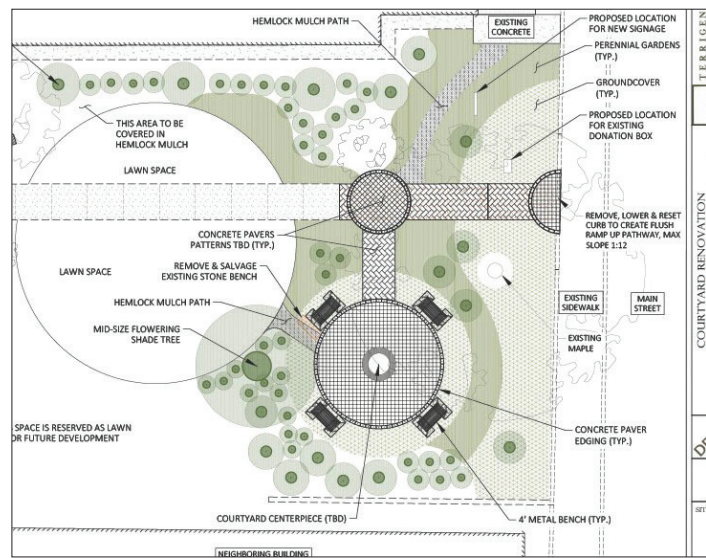 HEMLOCK MULCH PATH
EXISTING
CONCRETE
PROPOSED LOCATION
FOR NEW SIGNAGE
PERENNIAL GARDENS
(TYP.)
GROUNDCOVER
(TYP.)
PROPOSED LOCATION
FOR EXISTING
DONATION BOX
THIS AREA TO BE
COVERED IN
HEMLOCK MULCH
LAWN SPACE
CONCRETE PAVERS
PATTERNS TBD (TYP.)
REMOVE, LOWER & RESET
CURB TO CREATE FLUSH
RAMP UP PATHWAY, MAX
SLOPE 1:12
REMOVE & SALVAGE
EXISTING STONE BENCH
LAWN SPACE
HEMLOCK MULCH PATH
EXISTING
SIDEWALK
MAIN
STREET
MID-SIZE FLOWERING
SHADE TREE
EXISTING
MAPLE
SPACE IS RESERVED AS LAWN
OR FUTURE DEVELOPMENT
CONCRETE PAVER
EDGING (TYP.)
COURTYARD CENTERPIECE (TBD)
4' METAL BENCH (TYP.)
NEIGHBORING BUILDING
TERRIGEN
COURTYARD RENOVATION